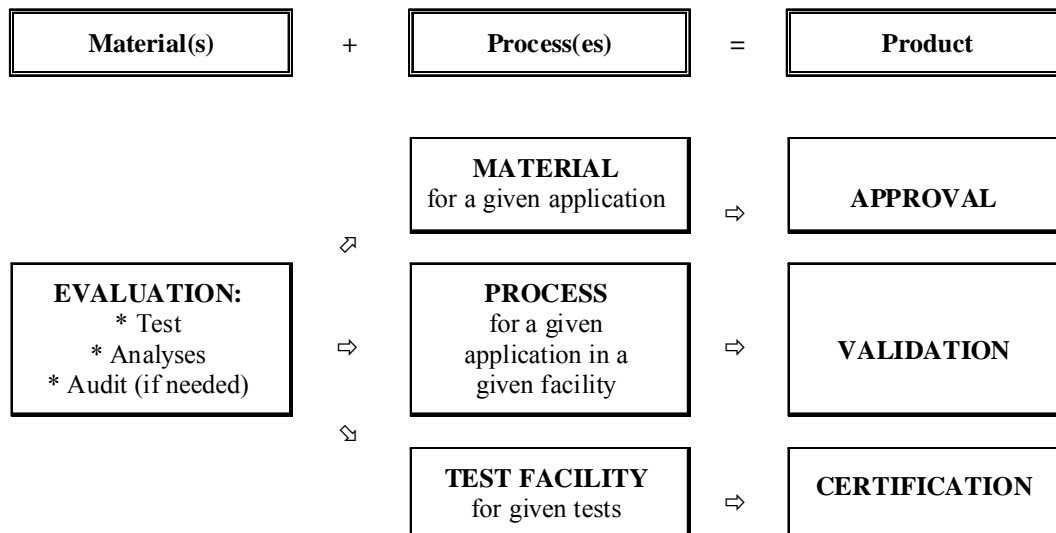 Material(s) + Process(es) = Product
MATERIAL
for a given application
⇨
APPROVAL
⬀
EVALUATION:
* Test
* Analyses
* Audit (if needed)
⇨
PROCESS
for a given
application in a
given facility
⇨
VALIDATION
⬂
TEST FACILITY
for given tests
⇨
CERTIFICATION